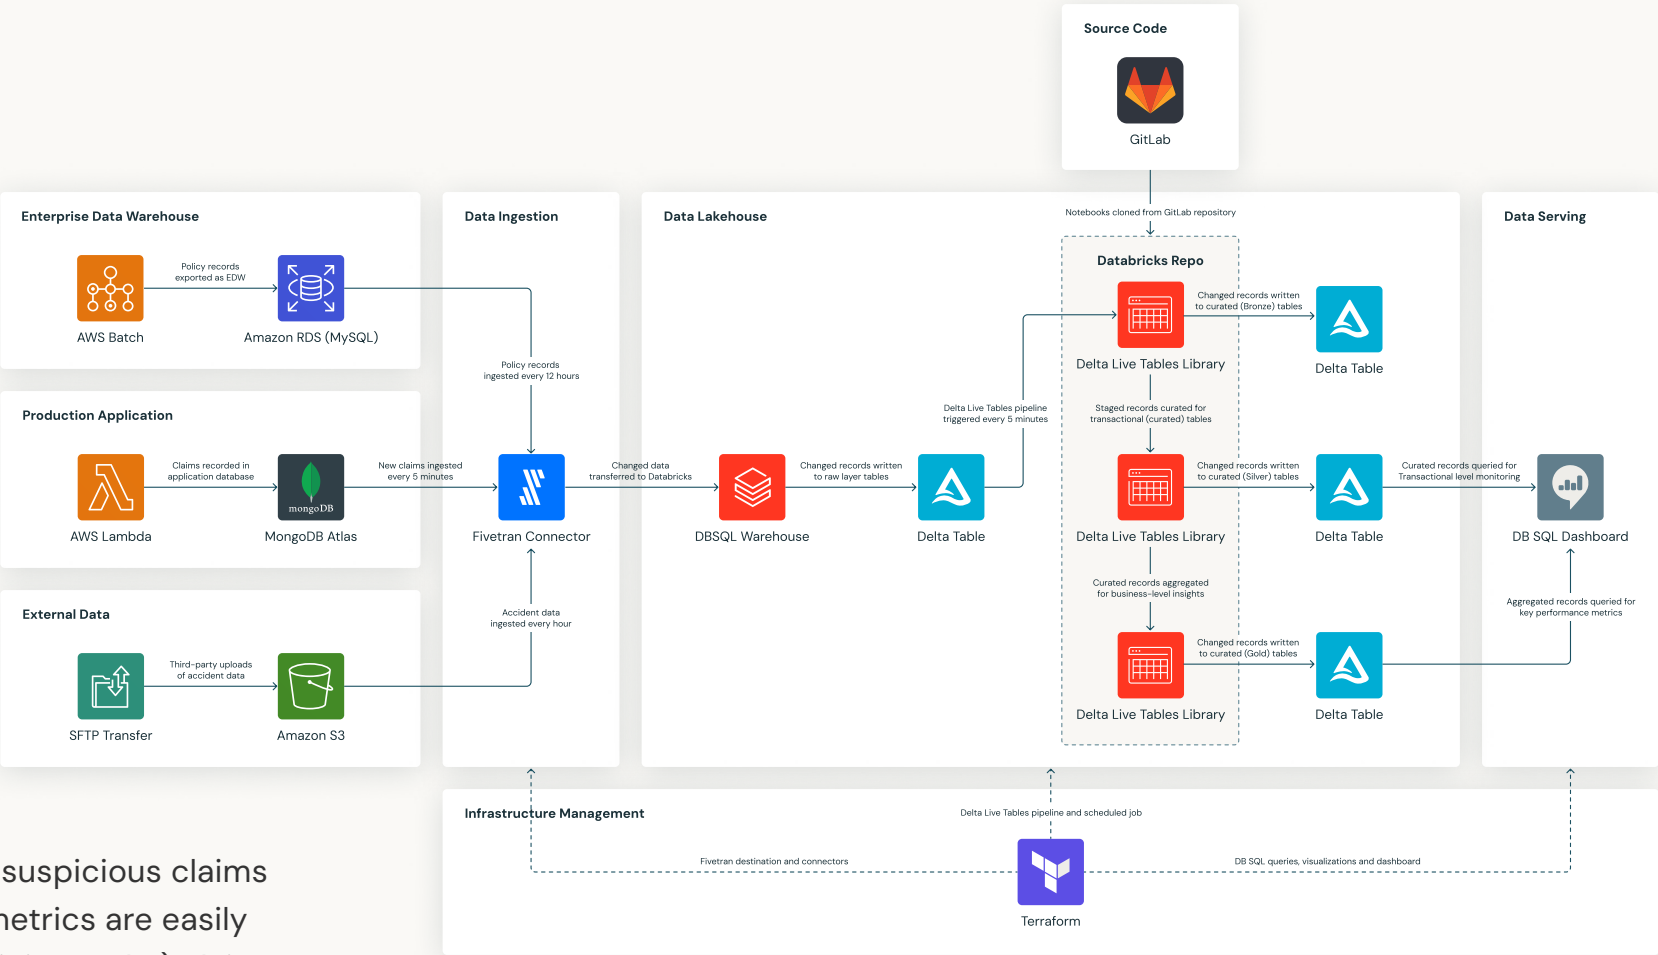 Source Code
GitLab
Notebooks cloned from GitLab repository
Enterprise Data Warehouse
Policy records
exported as EDW
AWS Batch
Amazon RDS (MySQL)
Production Application
Claims recorded in
application database
AWS Lambda
mongoDB
MongoDB Atlas
New claims ingested
every 5 minutes
External Data
Third-party uploads
of accident data
SFTP Transfer
Amazon S3
Data Ingestion
Policy records
ingested every 12 hours
Fivetran Connector
Accident data
ingested every hour
Data Lakehouse
Changed data
transferred to Databricks
DBSQL Warehouse
Changed records written
to raw layer tables
Delta Table
Delta Live Tables pipeline
triggered every 5 minutes
Databricks Repo
Delta Live Tables Library
Changed records written
to curated (Bronze) tables
Delta Table
Staged records curated for
transactional (curated) tables
Delta Live Tables Library
Changed records written
to curated (Silver) tables
Delta Table
Curated records aggregated
for business-level insights
Delta Live Tables Library
Changed records written
to curated (Gold) tables
Delta Table
Data Serving
Curated records queried for
Transactional level monitoring
DB SQL Dashboard
Aggregated records queried for
key performance metrics
Infrastructure Management
Delta Live Tables pipeline and scheduled job
Fivetran destination and connectors
DB SQL queries, visualizations and dashboard
Terraform
suspicious claims
metrics are easily